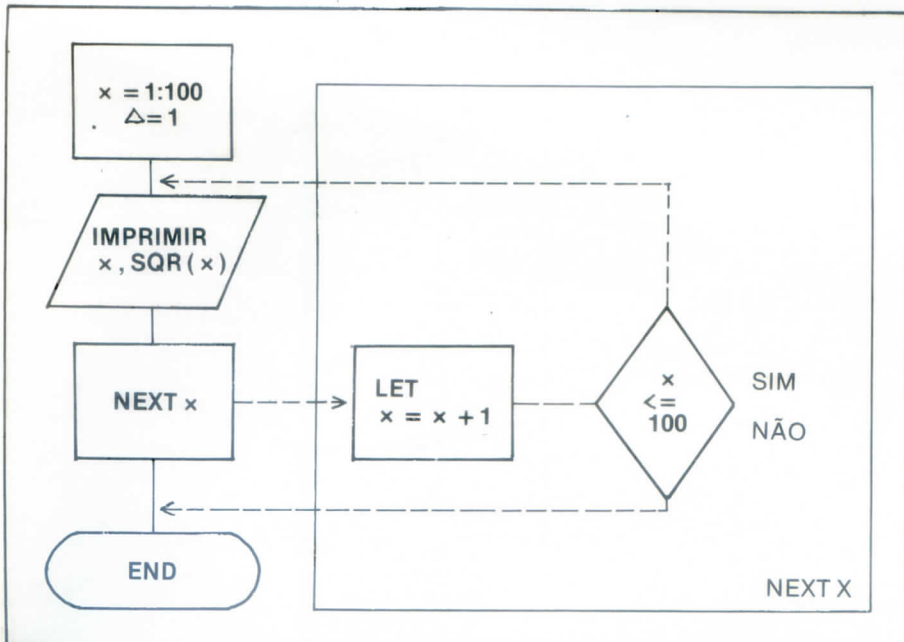 x = 1:100
△= 1
IMPRIMIR
x , SQR ( x )
NEXT x
LET
x = x + 1
x
<=
100
SIM
NÃO
END
NEXT X